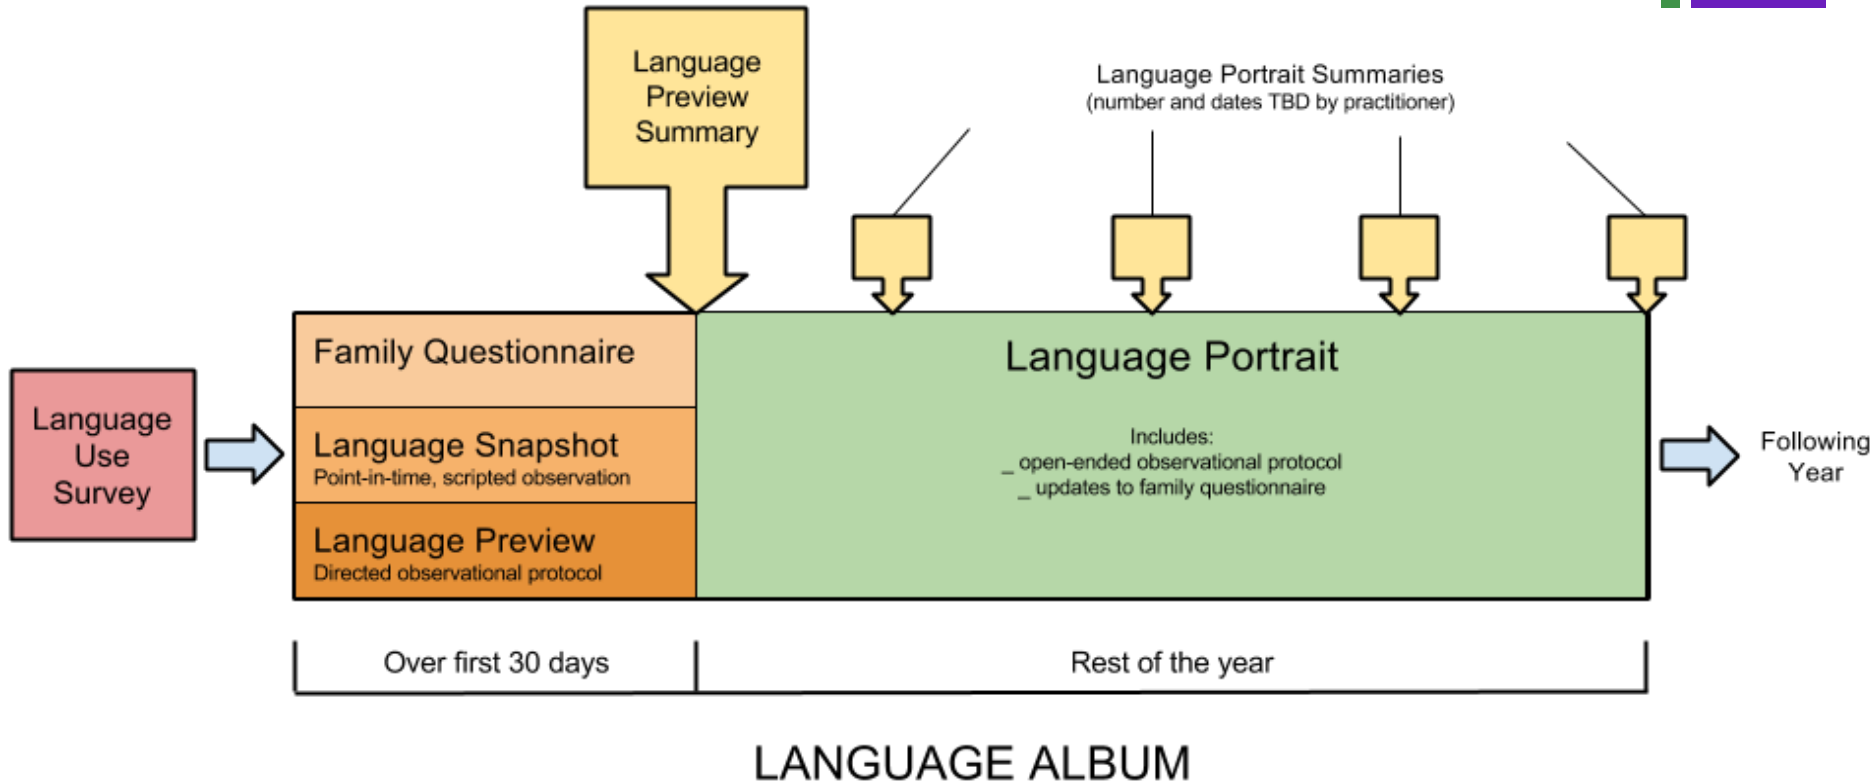 Language
Preview
Summary
Language Portrait Summaries
(number and dates TBD by practitioner)
Language
Use
Survey
Family Questionnaire
Language Snapshot
Point-in-time, scripted observation
Language Preview
Directed observational protocol
Language Portrait
Includes:
_ open-ended observational protocol
_ updates to family questionnaire
Following
Year
Over first 30 days
Rest of the year
LANGUAGE ALBUM